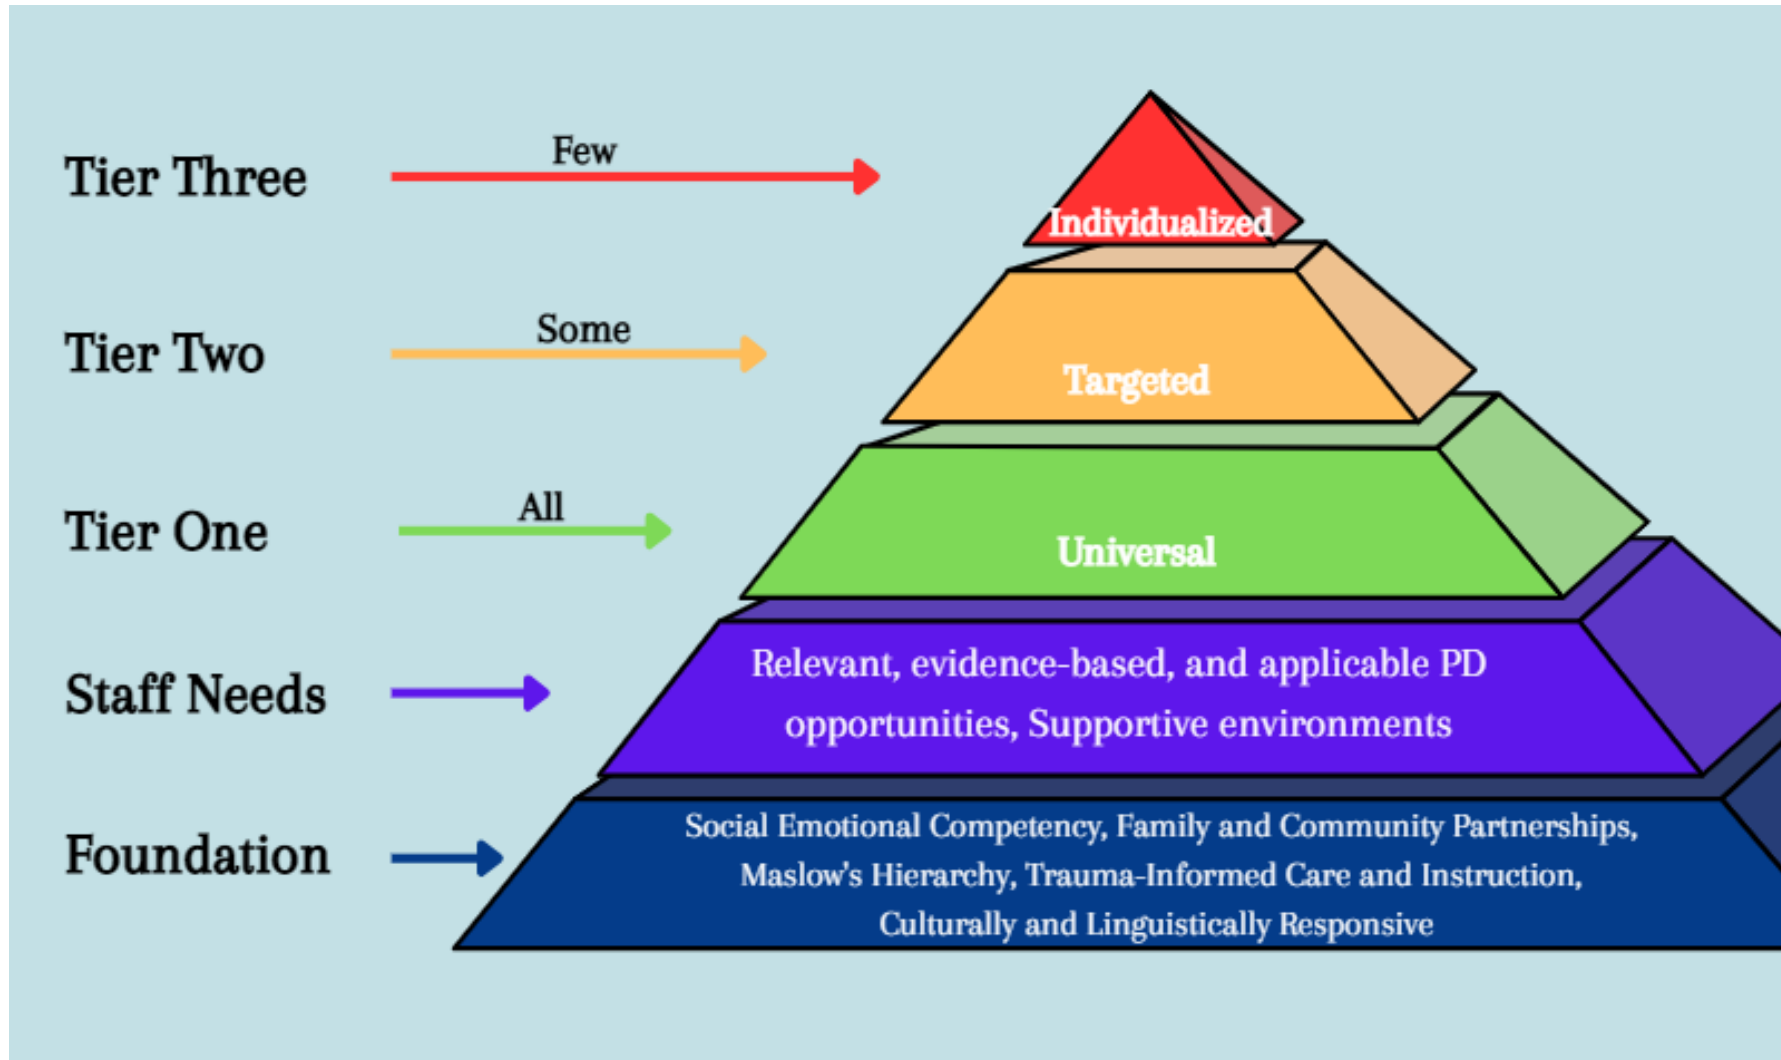 Few
Tier Three
Individualized
Some
Tier Two
Targeted
All
Tier One
Universal
Relevant, evidence-based, and applicable PD
opportunities, Supportive environments
Staff Needs
Social Emotional Competency, Family and Community Partnerships,
Maslow's Hierarchy, Trauma-Informed Care and Instruction,
Culturally and Linguistically Responsive
Foundation